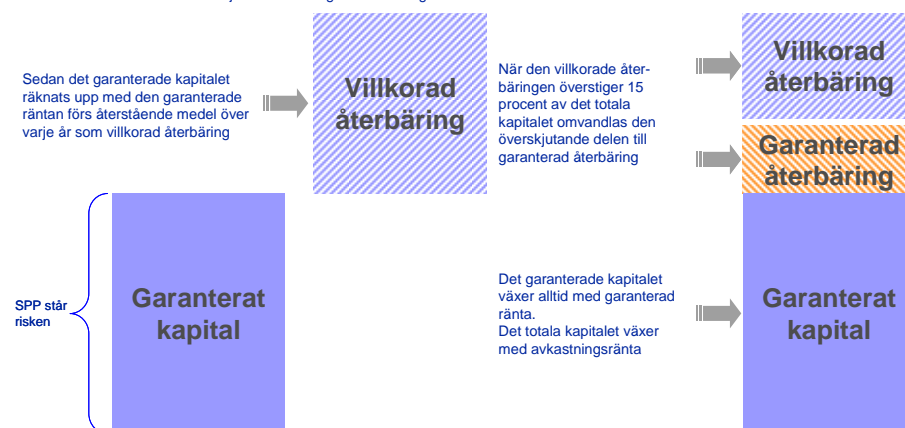 Sedan det garanterade kapitalet
räknats upp med den garanterade
räntan förs återstående medel över
varje år som villkorad återbäring
Villkorad
återbäring
När den villkorade åter-
bäringen överstiger 15
procent av det totala
kapitalet omvandlas den
överskjutande delen till
garanterad återbäring
Villkorad
återbäring
Garanterad
återbäring
SPP står
risken
Garanterat
kapital
Det garanterade kapitalet
växer alltid med garanterad
ränta.
Det totala kapitalet växer
med avkastningsränta
Garanterat
kapital